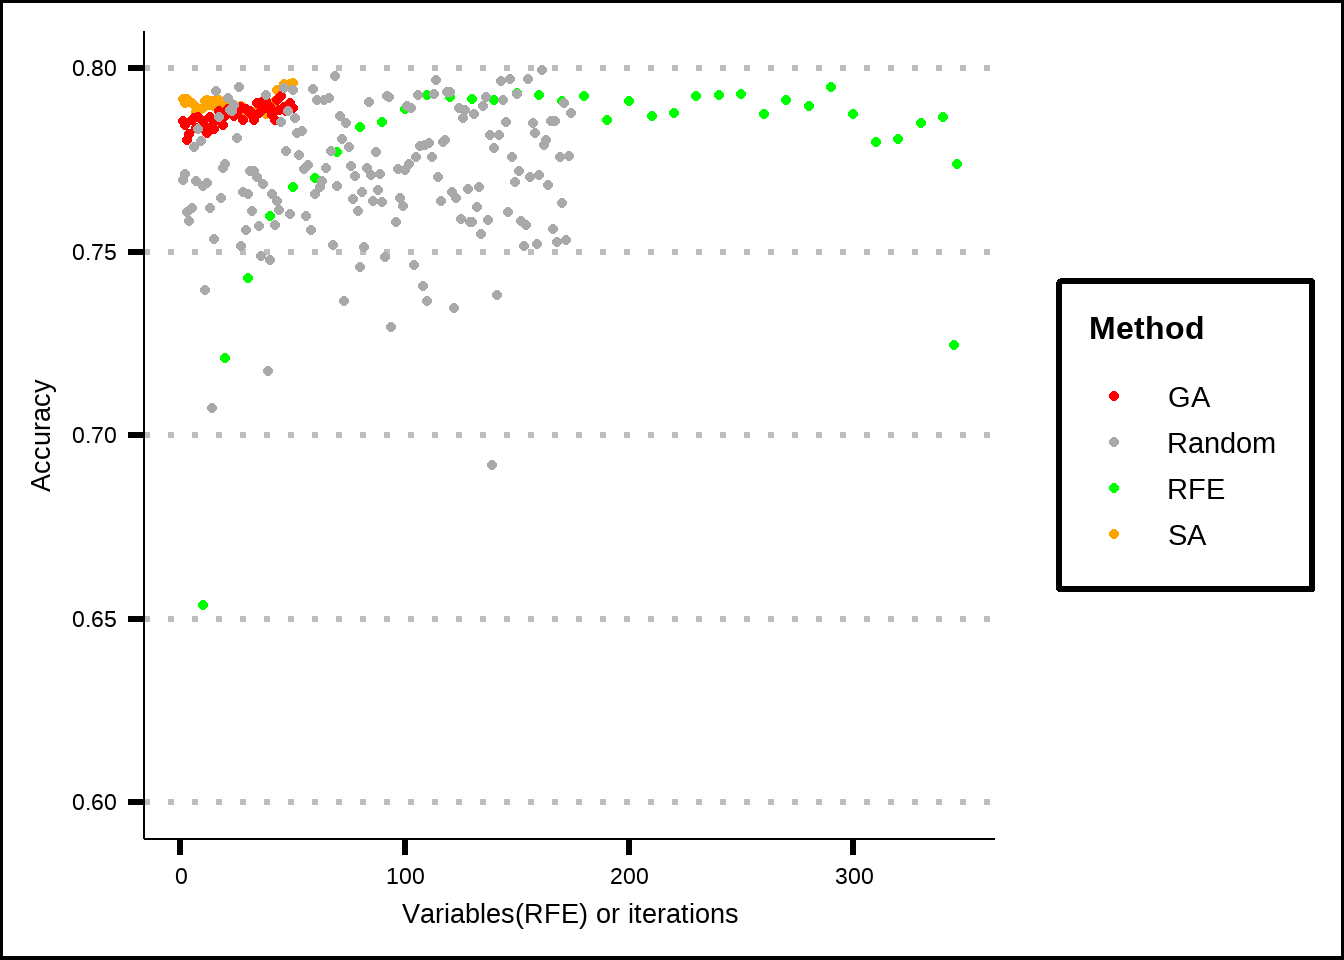 0.80
0.75
0.70
0.65
0.60
Accuracy
0
100
200
300
Variables(RFE) or iterations
Method
GA
Random
RFE
SA